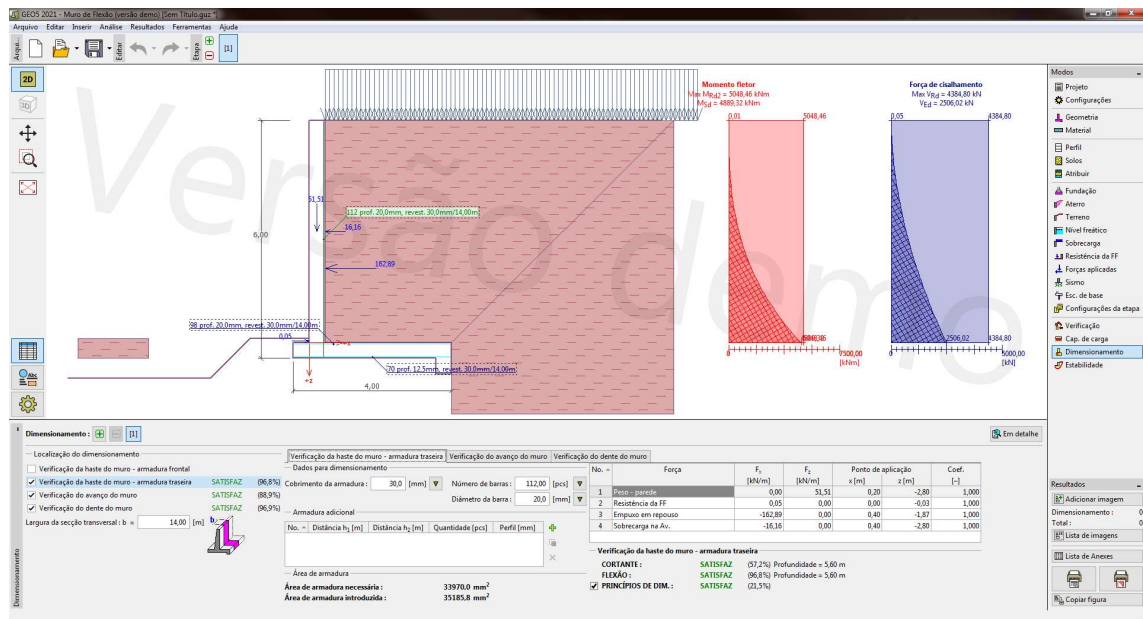 GEO5 2021 - Muro de Flexão (versão demo) [Sem Título.guz *]
Arquivo Editar Inserir Análise Resultados Ferramentas Ajuda
Arqui...
Editar
Etapa
[1]
2D
3D
Versão demo
Momento fletor
Max MRd2 = 5048,46 kNm
MSd = 4889,32 kNm
Força de cisalhamento
Max VRd = 4384,80 kN
VEd = 2506,02 kN
0,01
5048,46
0,05
4384,80
51,51
112 prof. 20,0mm, revest. 30,0mm/14,00m
16,16
6,00
162,89
98 prof. 20,0mm, revest. 30,0mm/14,00m
0,05
+x
+z
70 prof. 12,5mm, revest. 30,0mm/14,00m
4,00
2506,02
4384,80
0
7500,00
[kNm]
0
5000,00
[kN]
Modos
Projeto
Configurações
Geometria
Material
Perfil
Solos
Atribuir
Fundação
Aterro
Terreno
Nível freático
Sobrecarga
Resistência da FF
Forças aplicadas
Sismo
Esc. de base
Configurações da etapa
Verificação
Cap. de carga
Dimensionamento
Estabilidade
Dimensionamento : [1]
Em detalhe
Localização do dimensionamento
Verificação da haste do muro - armadura frontal
Verificação da haste do muro - armadura traseira SATISFAZ (96,8%)
Verificação do avanço do muro SATISFAZ (88,9%)
Verificação do dente do muro SATISFAZ (96,9%)
Largura da secção transversal : b = 14,00 [m] b
Verificação da haste do muro - armadura traseira Verificação do avanço do muro Verificação do dente do muro
Dados para dimensionamento
Cobrimento da armadura : 30,0 [mm] Número de barras : 112,00 [pcs]
Diâmetro da barra : 20,0 [mm]
Armadura adicional
No. Distância h1 [m] Distância h2 [m] Quantidade [pcs] Perfil [mm]
Área de armadura
Área de armadura necessária : 33970,0 mm²
Área de armadura introduzida : 35185,8 mm²
No. Força Fx Fz Ponto de aplicação Coef.
[kN/m] [kN/m] x [m] z [m] [-]
1 Peso - parede 0,00 51,51 0,20 -2,80 1,000
2 Resistência da FF 0,05 0,00 0,00 -0,03 1,000
3 Empuxo em repouso -162,89 0,00 0,40 -1,87 1,000
4 Sobrecarga na Av. -16,16 0,00 0,40 -2,80 1,000
Verificação da haste do muro - armadura traseira
CORTANTE : SATISFAZ (57,2%) Profundidade = 5,60 m
FLEXÃO : SATISFAZ (96,8%) Profundidade = 5,60 m
PRINCÍPIOS DE DIM. : SATISFAZ (21,5%)
Dimensionamento
Resultados
Adicionar imagem
Dimensionamento : 0
Total : 0
Lista de imagens
Lista de Anexos
Copiar figura